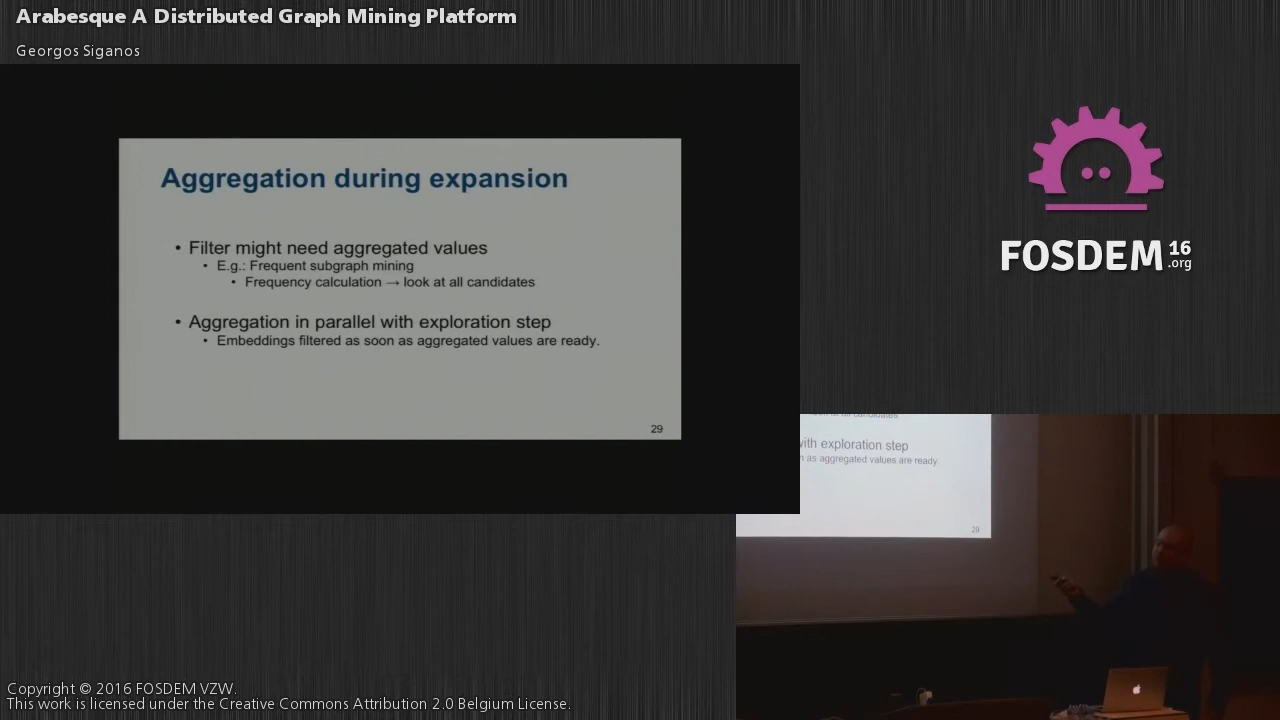 Arabesque A Distributed Graph Mining Platform
Georgos Siganos
Aggregation during expansion
• Filter might need aggregated values
• E.g.: Frequent subgraph mining
• Frequency calculation → look at all candidates
• Aggregation in parallel with exploration step
• Embeddings filtered as soon as aggregated values are ready.
29
FOSDEM 16
.org
with exploration step
as aggregated values are ready.
29
Copyright © 2016 FOSDEM VZW.
This work is licensed under the Creative Commons Attribution 2.0 Belgium License.